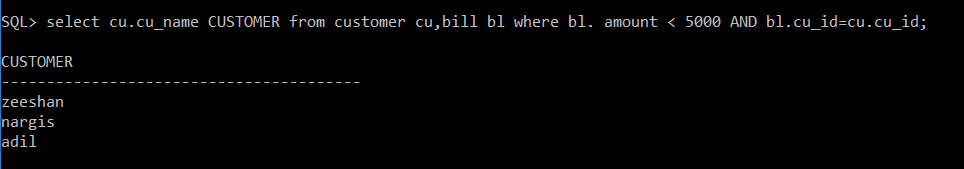 SQL> select cu.cu_name CUSTOMER from customer cu,bill bl where bl. amount < 5000 AND bl.cu_id=cu.cu_id;
CUSTOMER
----------------------------------------
zeeshan
nargis
adil